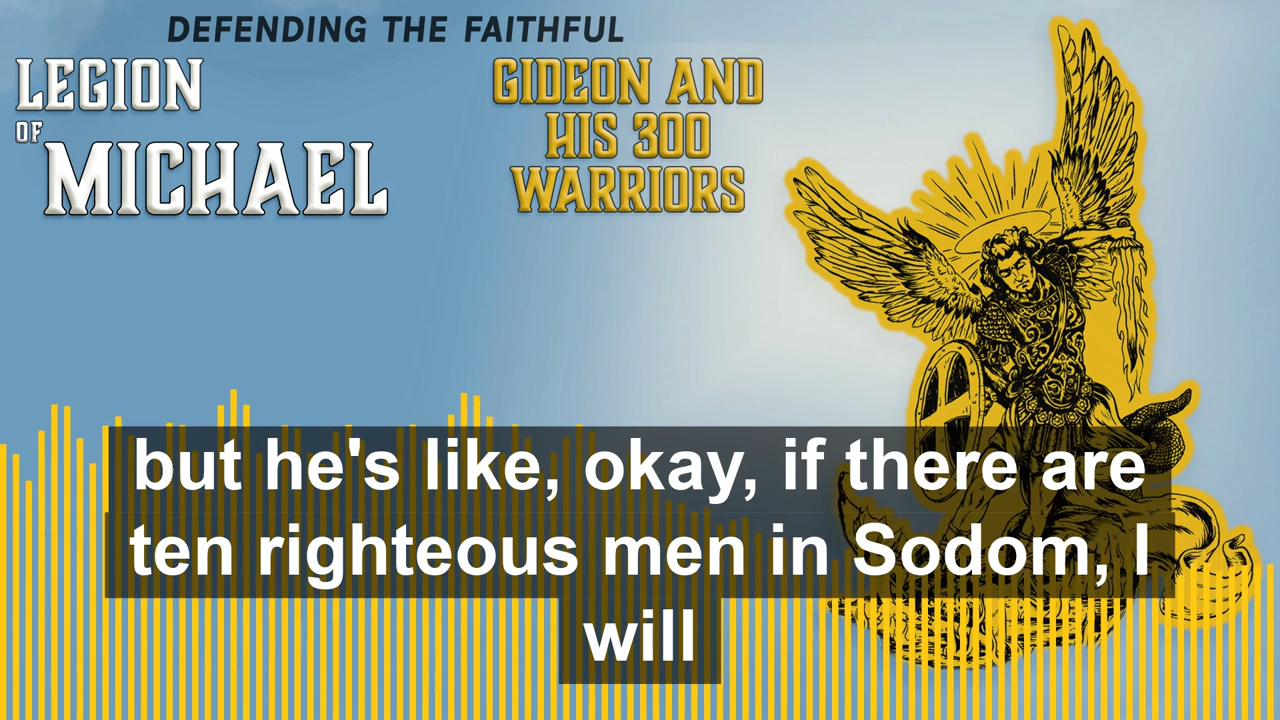 DEFENDING THE FAITHFUL
LEGION
OF
MICHAEL
GIDEON AND
HIS 300
WARRIORS
but he's like, okay, if there are
ten righteous men in Sodom, I
will